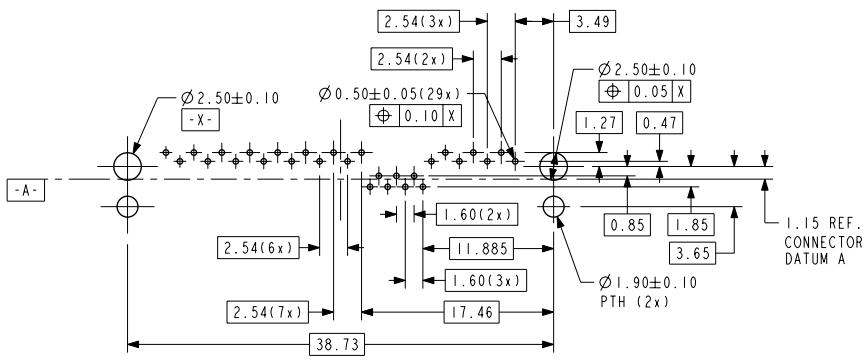 2.54(3x)
3.49
2.54(2x)
Ø2.50±0.10
-X-
Ø0.50±0.05(29x)
⌖ 0.10 X
Ø2.50±0.10
⌖ 0.05 X
1.27
0.47
-A-
1.60(2x)
0.85
1.85
1.15 REF.
CONNECTOR
DATUM A
2.54(6x)
11.885
3.65
1.60(3x)
Ø1.90±0.10
PTH (2x)
2.54(7x)
17.46
38.73